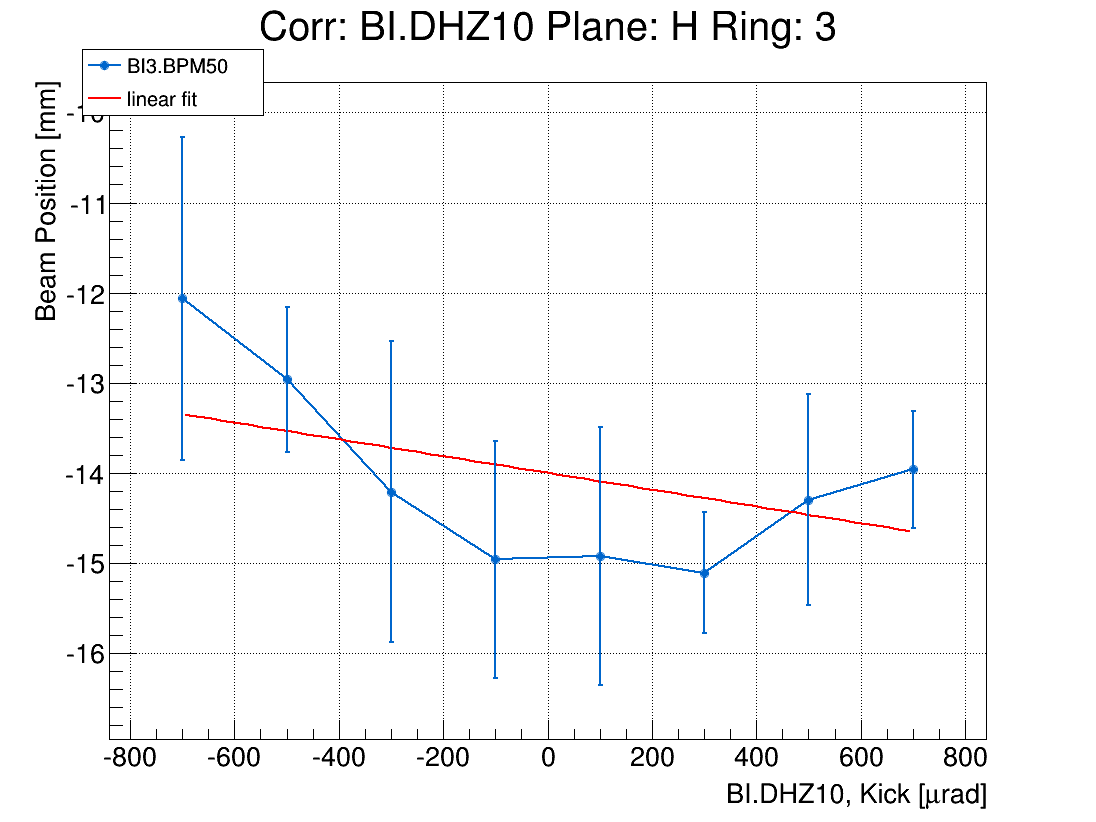 Corr: BI.DHZ10 Plane: H Ring: 3
BI3.BPM50
linear fit
Beam Position [mm]
-11
-12
-13
-14
-15
-16
-800 -600 -400 -200 0 200 400 600 800
BI.DHZ10, Kick [μrad]